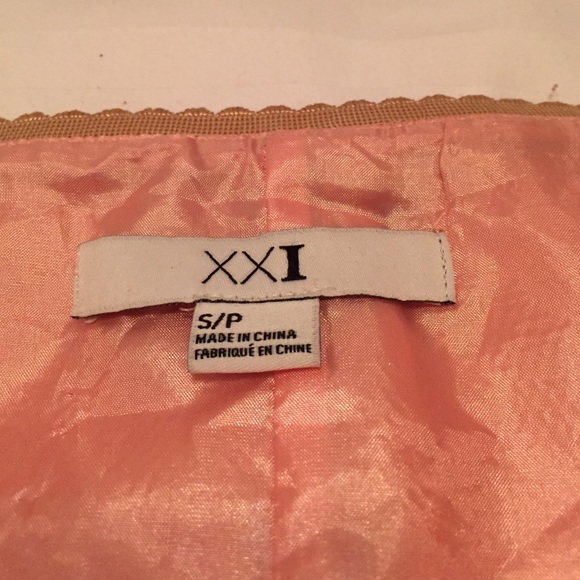 XXI
S/P
MADE IN CHINA
FABRIQUÉ EN CHINE